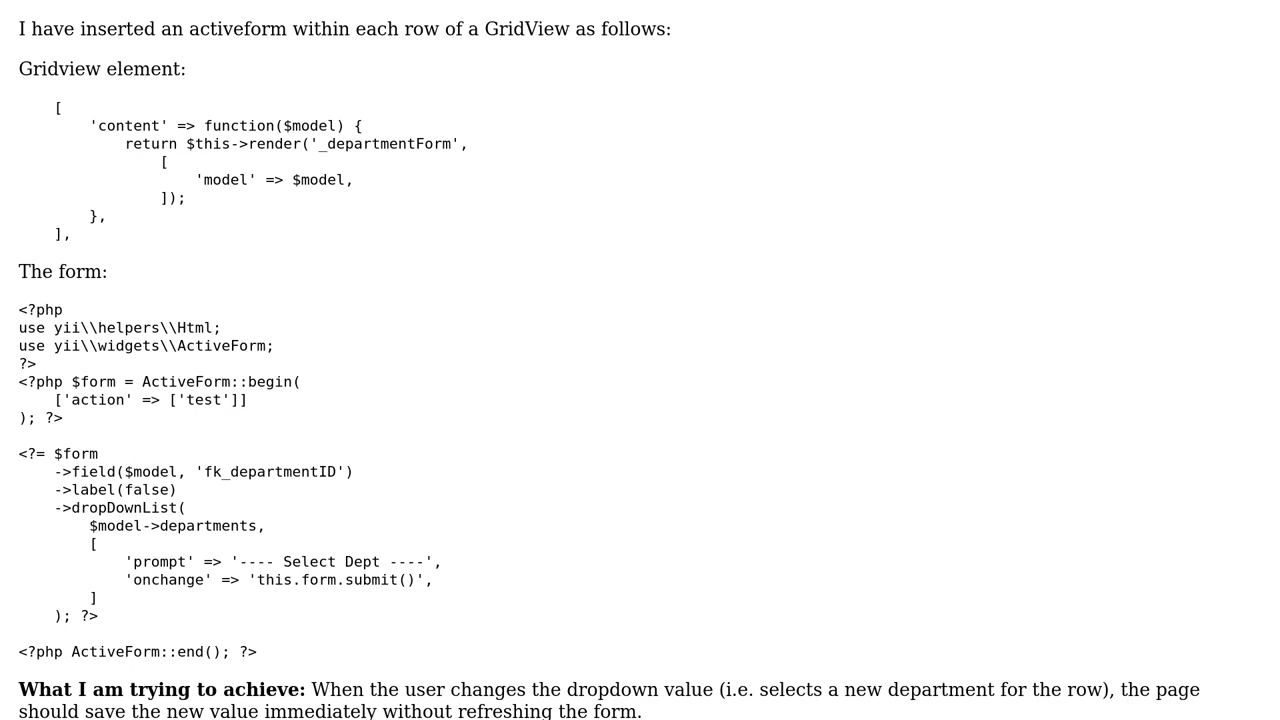 I have inserted an activeform within each row of a GridView as follows:
Gridview element:
[
'content' => function($model) {
return $this->render('_departmentForm',
[
'model' => $model,
]);
},
],
The form:
<?php
use yii\\helpers\\Html;
use yii\\widgets\\ActiveForm;
?>
<?php $form = ActiveForm::begin(
['action' => ['test']]
); ?>
<?= $form
->field($model, 'fk_departmentID')
->label(false)
->dropDownList(
$model->departments,
[
'prompt' => '---- Select Dept ----',
'onchange' => 'this.form.submit()',
]
); ?>
<?php ActiveForm::end(); ?>
What I am trying to achieve: When the user changes the dropdown value (i.e. selects a new department for the row), the page
should save the new value immediately without refreshing the form.